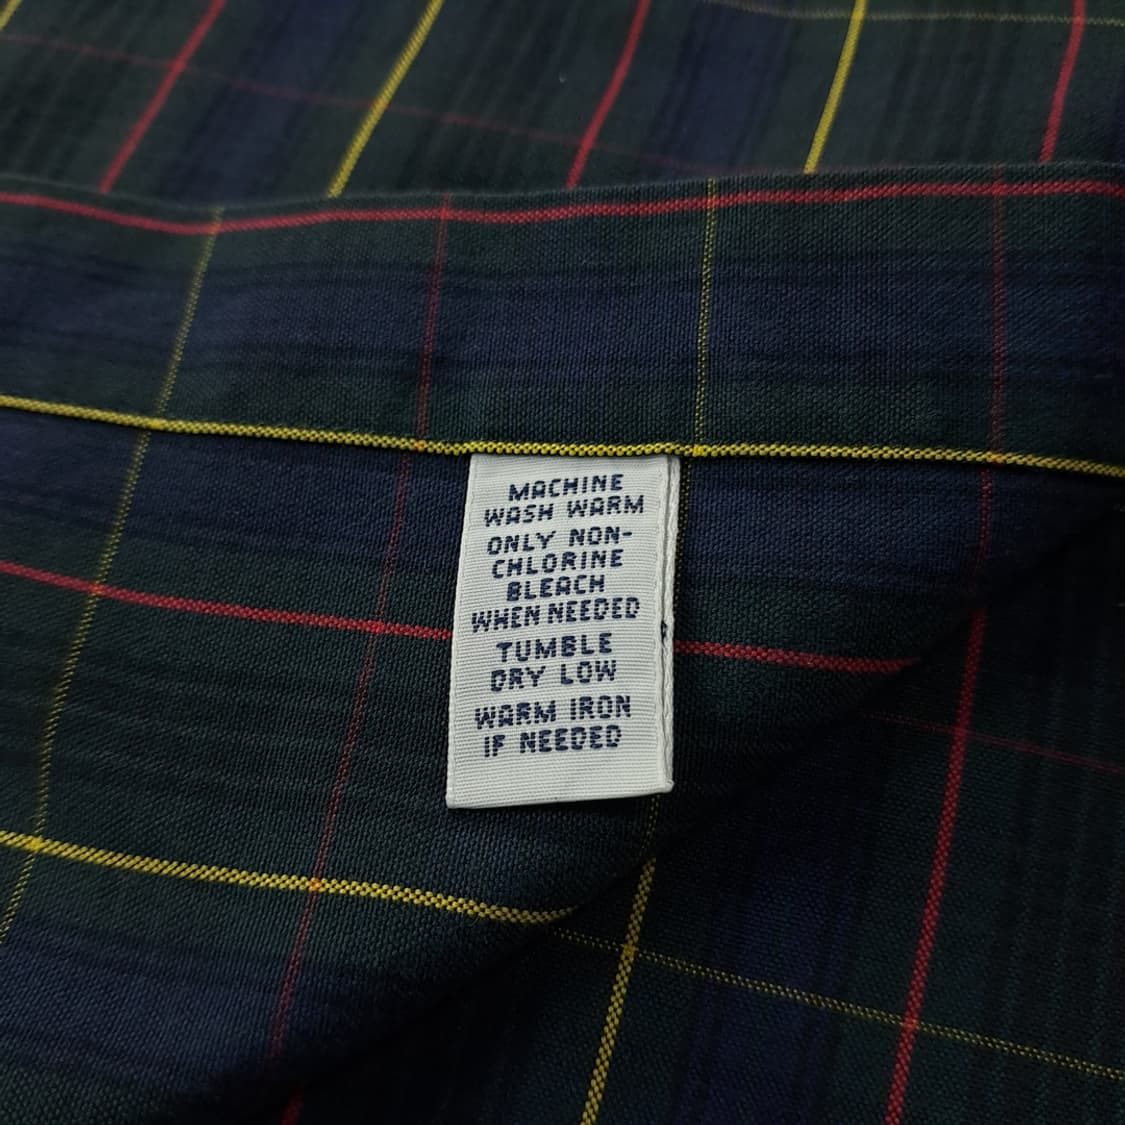 MACHINE
WASH WARM
ONLY NON-
CHLORINE
BLEACH
WHEN NEEDED
TUMBLE
DRY LOW
WARM IRON
IF NEEDED